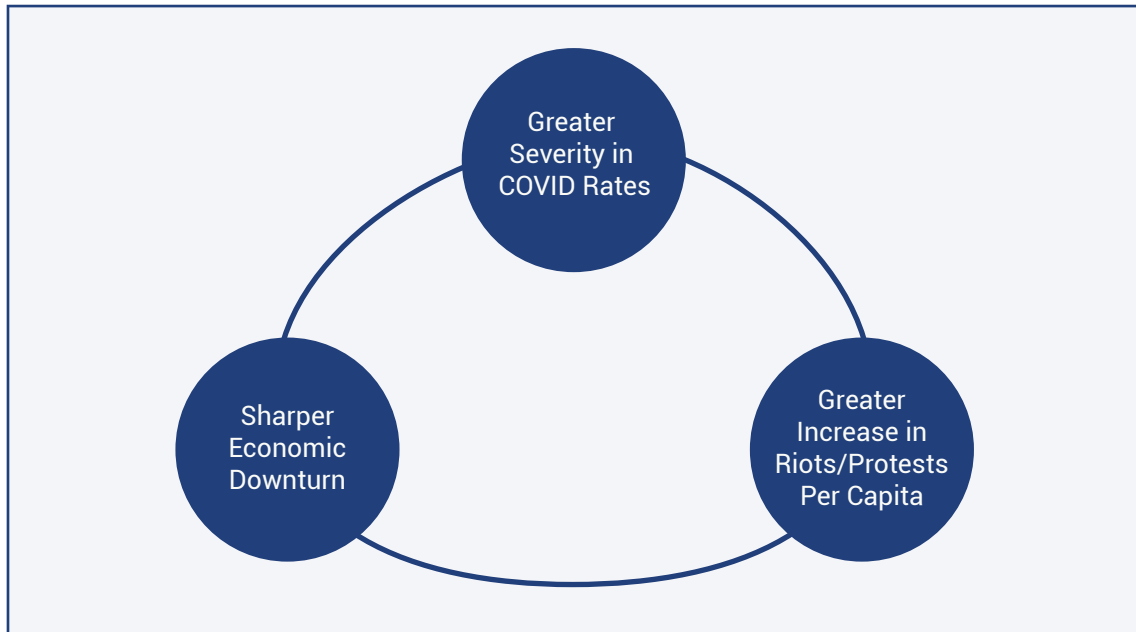 Greater
Severity in
COVID Rates
Sharper
Economic
Downturn
Greater
Increase in
Riots/Protests
Per Capita